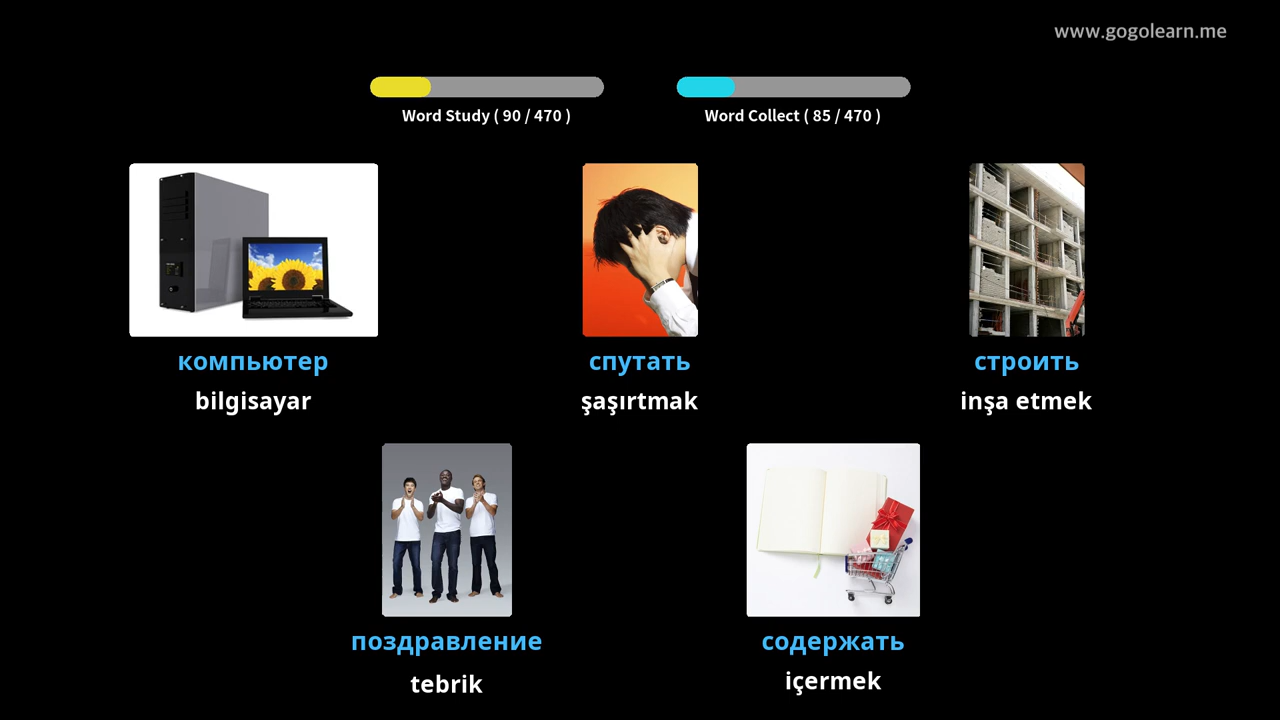 www.gogolearn.me
Word Study ( 90 / 470 )
Word Collect ( 85 / 470 )
компьютер
bilgisayar
спутать
şaşırtmak
строить
inşa etmek
поздравление
tebrik
содержать
içermek